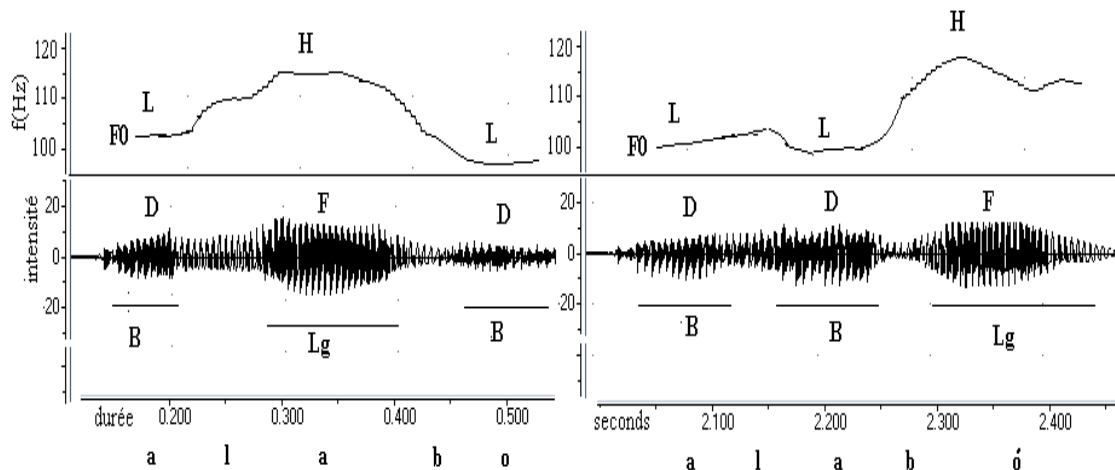 120 H 120 H
f(Hz) 110 L 110 L
F0 L F0 L
100 100
intensité 20 D F D 20 D D F
0 0
-20 -20
B Lg B B B Lg
durée 0.200 0.300 0.400 0.500 seconds 2.100 2.200 2.300 2.400
a l a b o a l a b ó